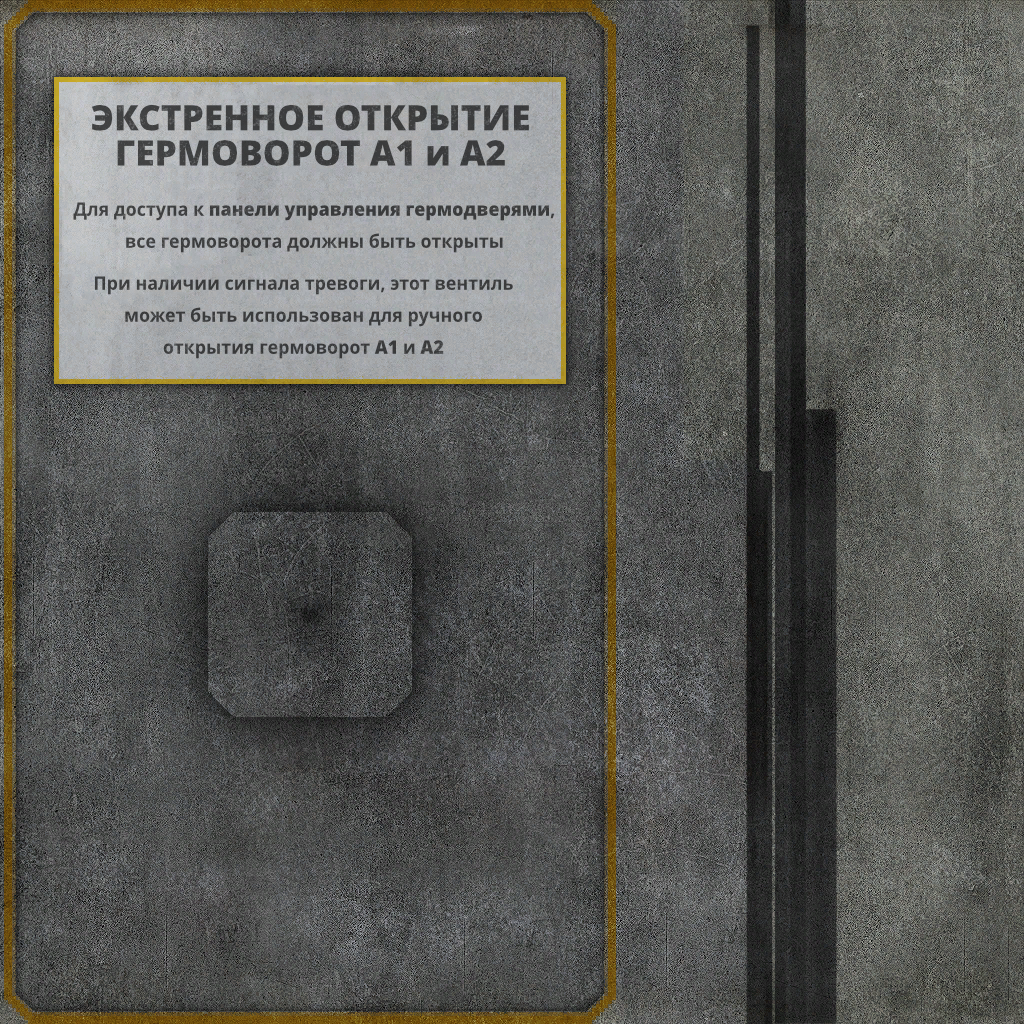 ЭКСТРЕННОЕ ОТКРЫТИЕ
ГЕРМОВОРОТ А1 и А2
Для доступа к панели управления гермодверями,
все гермоворота должны быть открыты
При наличии сигнала тревоги, этот вентиль
может быть использован для ручного
открытия гермоворот А1 и А2